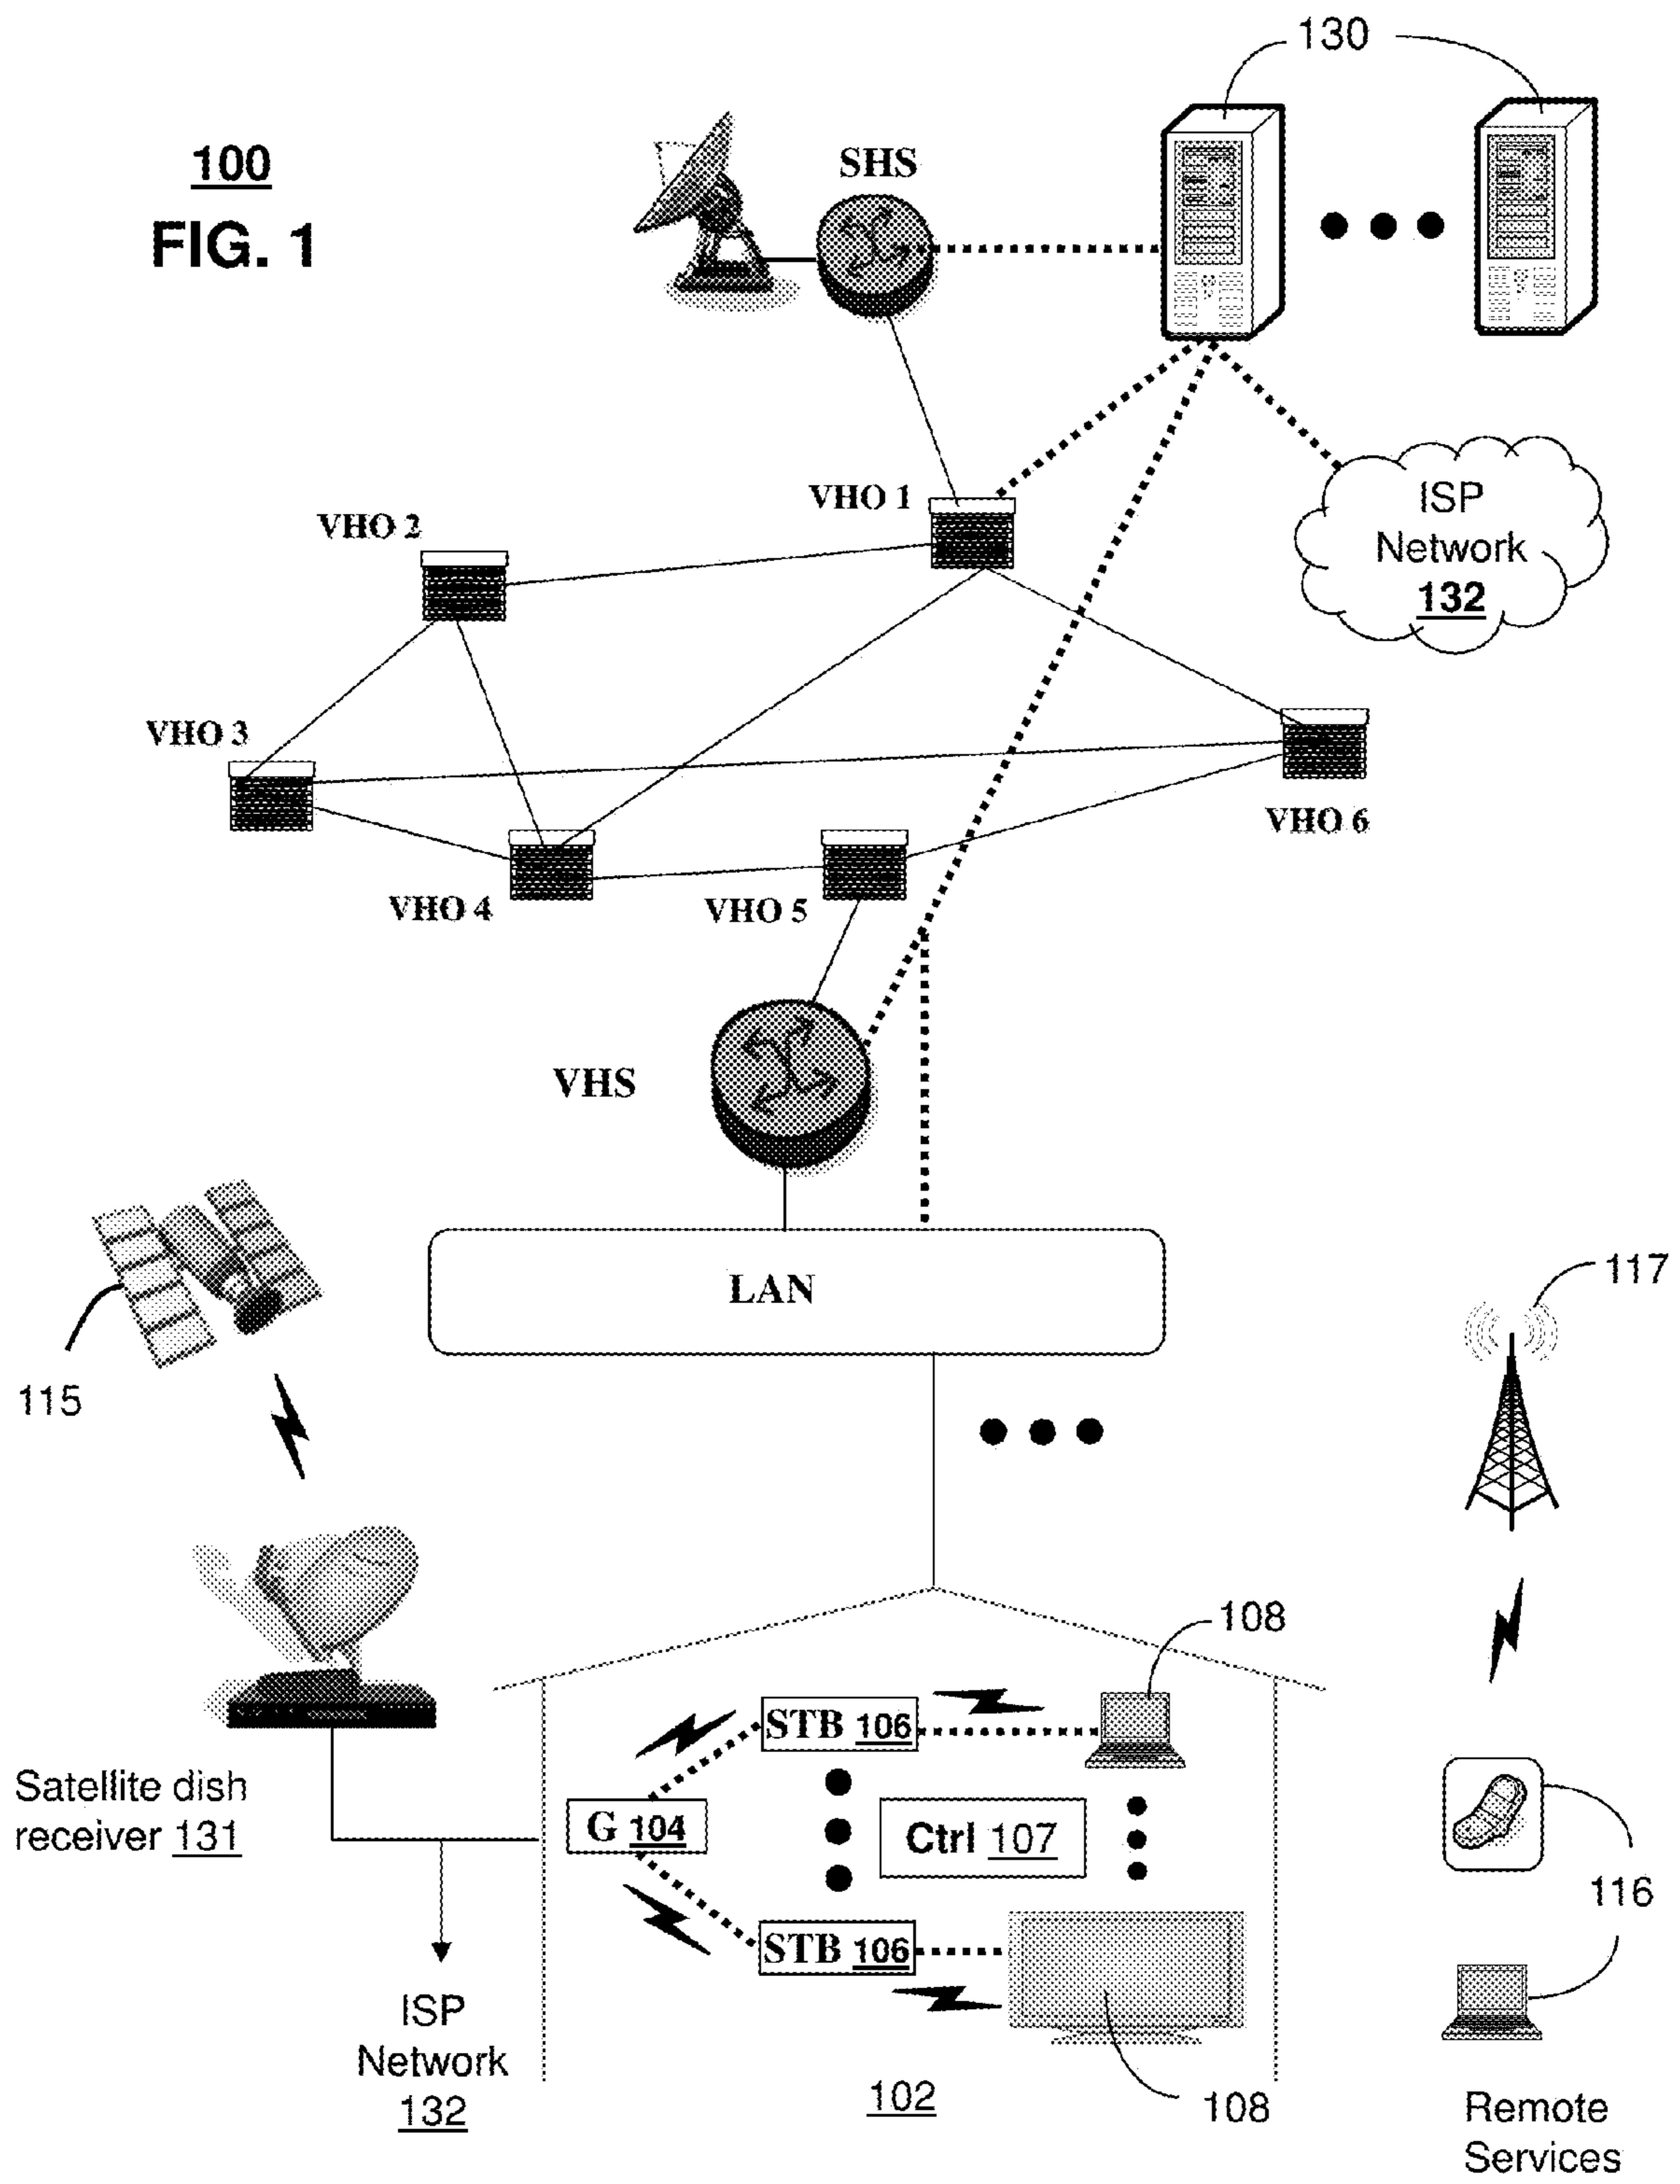 130
100
FIG. 1
SHS
VHO 1
ISP
Network
132
VHO 2
VHO 3
VHO 6
VHO 4
VHO 5
VHS
LAN
117
115
108
STB 106
Satellite dish
receiver 131
G 104
Ctrl 107
116
STB 106
ISP
Network
132
102
108
Remote
Services